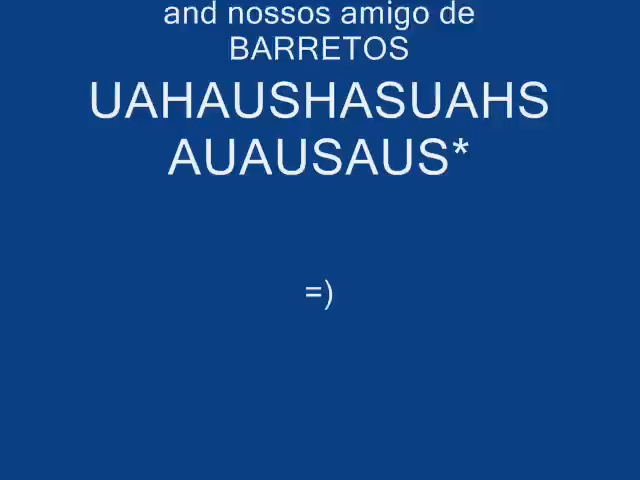 and nossos amigo de
BARRETOS
UAHAUSHASUAHS
AUAUSAUS*
=)